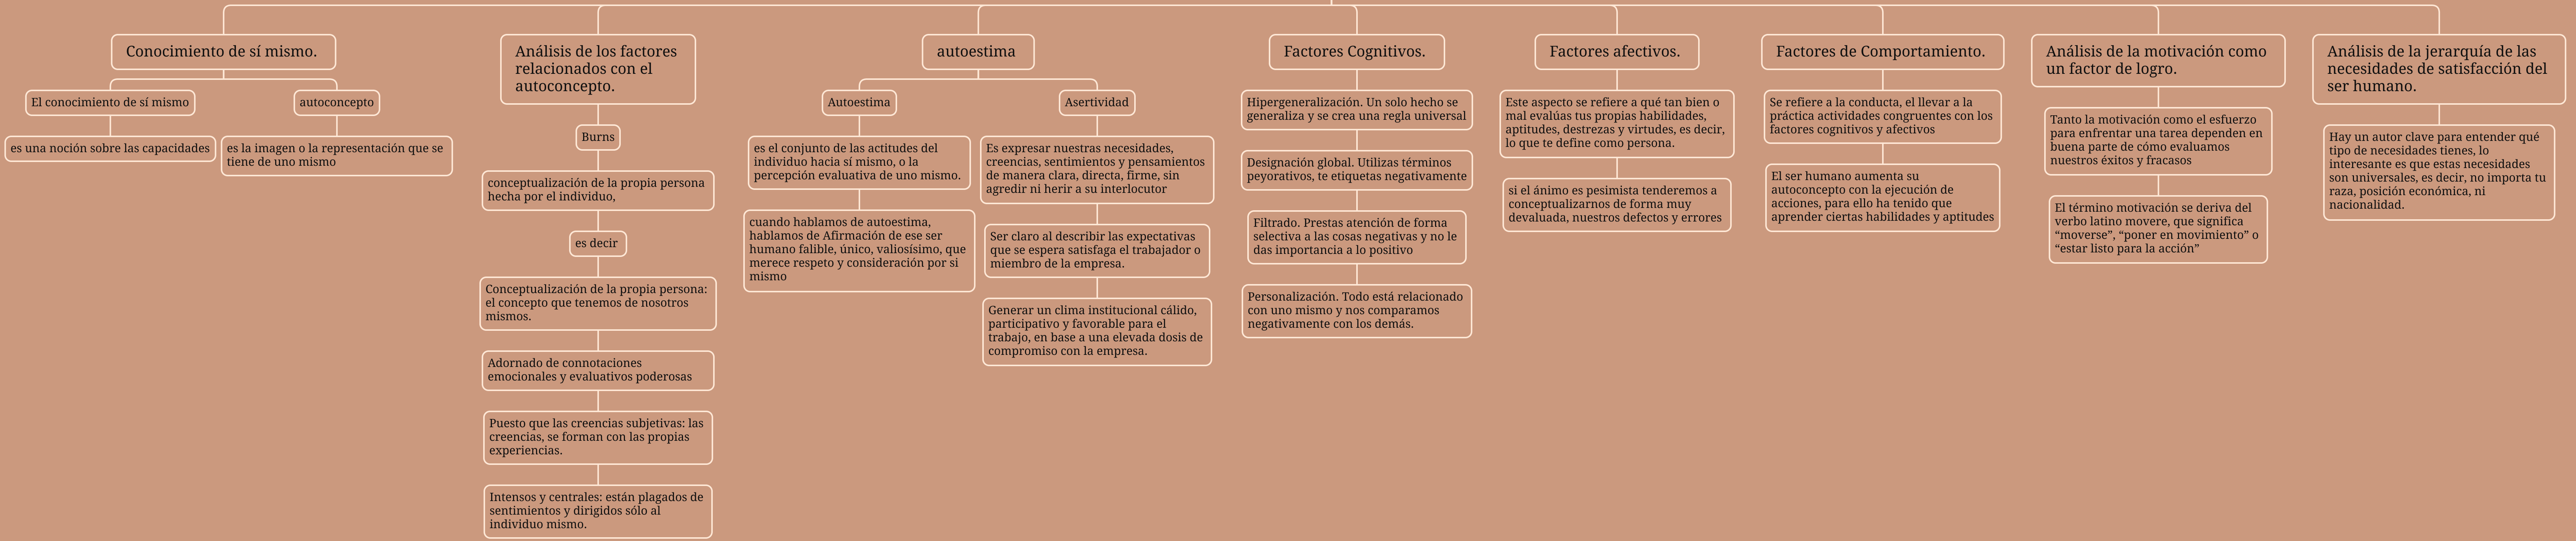 Conocimiento de sí mismo.
El conocimiento de sí mismo
es una noción sobre las capacidades
autoconcepto
es la imagen o la representación que se
tiene de uno mismo
Análisis de los factores
relacionados con el
autoconcepto.
Burns
conceptualización de la propia persona
hecha por el individuo,
es decir
Conceptualización de la propia persona:
el concepto que tenemos de nosotros
mismos.
Adornado de connotaciones
emocionales y evaluativos poderosas
Puesto que las creencias subjetivas: las
creencias, se forman con las propias
experiencias.
Intensos y centrales: están plagados de
sentimientos y dirigidos sólo al
individuo mismo.
autoestima
Autoestima
es el conjunto de las actitudes del
individuo hacia sí mismo, o la
percepción evaluativa de uno mismo.
cuando hablamos de autoestima,
hablamos de Afirmación de ese ser
humano falible, único, valiosísimo, que
merece respeto y consideración por si
mismo
Asertividad
Es expresar nuestras necesidades,
creencias, sentimientos y pensamientos
de manera clara, directa, firme, sin
agredir ni herir a su interlocutor
Ser claro al describir las expectativas
que se espera satisfaga el trabajador o
miembro de la empresa.
Generar un clima institucional cálido,
participativo y favorable para el
trabajo, en base a una elevada dosis de
compromiso con la empresa.
Factores Cognitivos.
Hipergeneralización. Un solo hecho se
generaliza y se crea una regla universal
Designación global. Utilizas términos
peyorativos, te etiquetas negativamente
Filtrado. Prestas atención de forma
selectiva a las cosas negativas y no le
das importancia a lo positivo
Personalización. Todo está relacionado
con uno mismo y nos comparamos
negativamente con los demás.
Factores afectivos.
Este aspecto se refiere a qué tan bien o
mal evalúas tus propias habilidades,
aptitudes, destrezas y virtudes, es decir,
lo que te define como persona.
si el ánimo es pesimista tenderemos a
conceptualizarnos de forma muy
devaluada, nuestros defectos y errores
Factores de Comportamiento.
Se refiere a la conducta, el llevar a la
práctica actividades congruentes con los
factores cognitivos y afectivos
El ser humano aumenta su
autoconcepto con la ejecución de
acciones, para ello ha tenido que
aprender ciertas habilidades y aptitudes
Análisis de la motivación como
un factor de logro.
Tanto la motivación como el esfuerzo
para enfrentar una tarea dependen en
buena parte de cómo evaluamos
nuestros éxitos y fracasos
El término motivación se deriva del
verbo latino movere, que significa
“moverse”, “poner en movimiento” o
“estar listo para la acción”
Análisis de la jerarquía de las
necesidades de satisfacción del
ser humano.
Hay un autor clave para entender qué
tipo de necesidades tienes, lo
interesante es que estas necesidades
son universales, es decir, no importa tu
raza, posición económica, ni
nacionalidad.